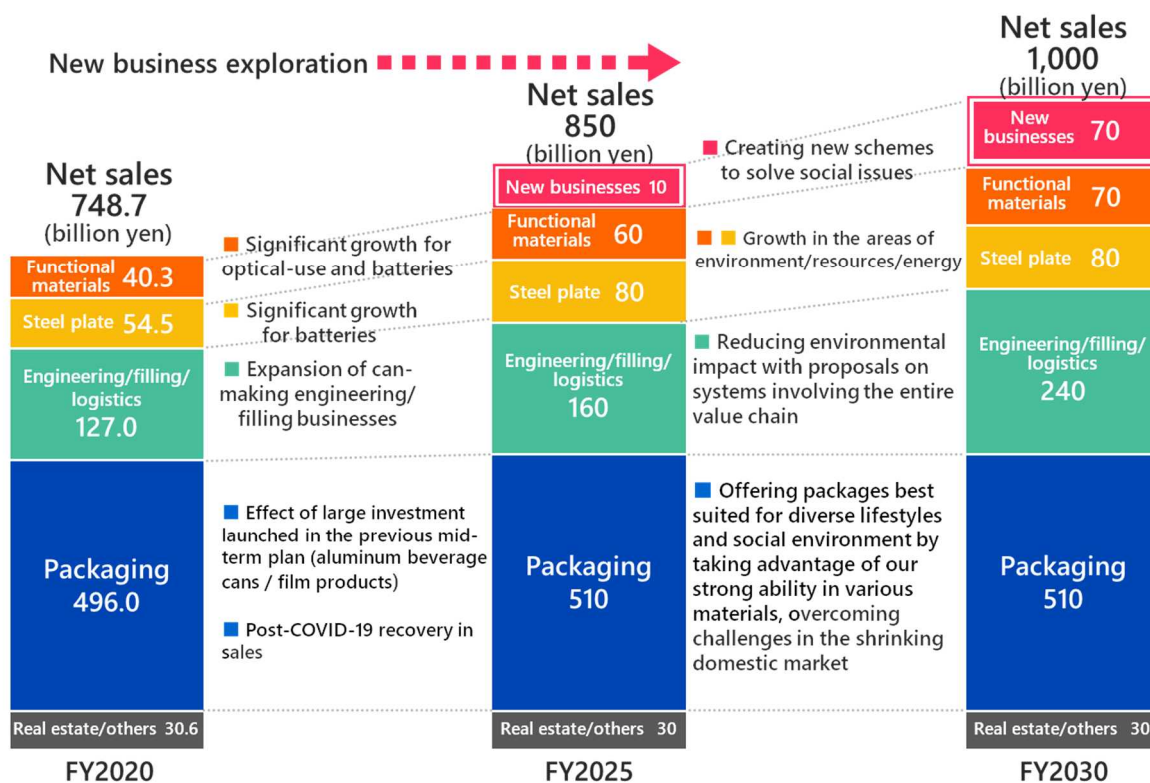 New business exploration
Net sales
748.7
(billion yen)
Functional
materials 40.3
Steel plate 54.5
Engineering/filling/
logistics
127.0
Packaging
496.0
Real estate/others 30.6
FY2020
■ Significant growth for
optical-use and batteries
■ Significant growth
for batteries
■ Expansion of can-
making engineering/
filling businesses
■ Effect of large investment
launched in the previous mid-
term plan (aluminum beverage
cans / film products)
■ Post-COVID-19 recovery in
sales
Net sales
850
(billion yen)
New businesses 10
Functional
materials 60
Steel plate 80
Engineering/filling/
logistics
160
Packaging
510
Real estate/others 30
FY2025
■ Creating new schemes
to solve social issues
■ ■ Growth in the areas of
environment/resources/energy
■ Reducing environmental
impact with proposals on
systems involving the entire
value chain
■ Offering packages best
suited for diverse lifestyles
and social environment by
taking advantage of our
strong ability in various
materials, overcoming
challenges in the shrinking
domestic market
Net sales
1,000
(billion yen)
New
businesses 70
Functional
materials 70
Steel plate 80
Engineering/filling/
logistics
240
Packaging
510
Real estate/others 30
FY2030